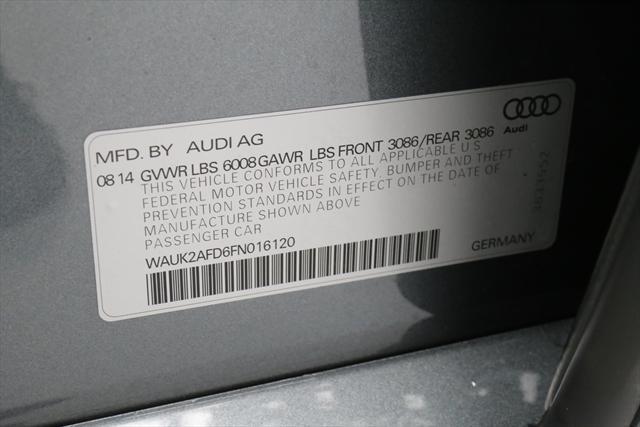 Audi
MFD. BY AUDI AG
08 14 GVWR LBS 6008 GAWR LBS FRONT 3086/REAR 3086
THIS VEHICLE CONFORMS TO ALL APPLICABLE U S
FEDERAL MOTOR VEHICLE SAFETY, BUMPER AND THEFT
PREVENTION STANDARDS IN EFFECT ON THE DATE OF
MANUFACTURE SHOWN ABOVE
PASSENGER CAR
WAUK2AFD6FN016120
GERMANY